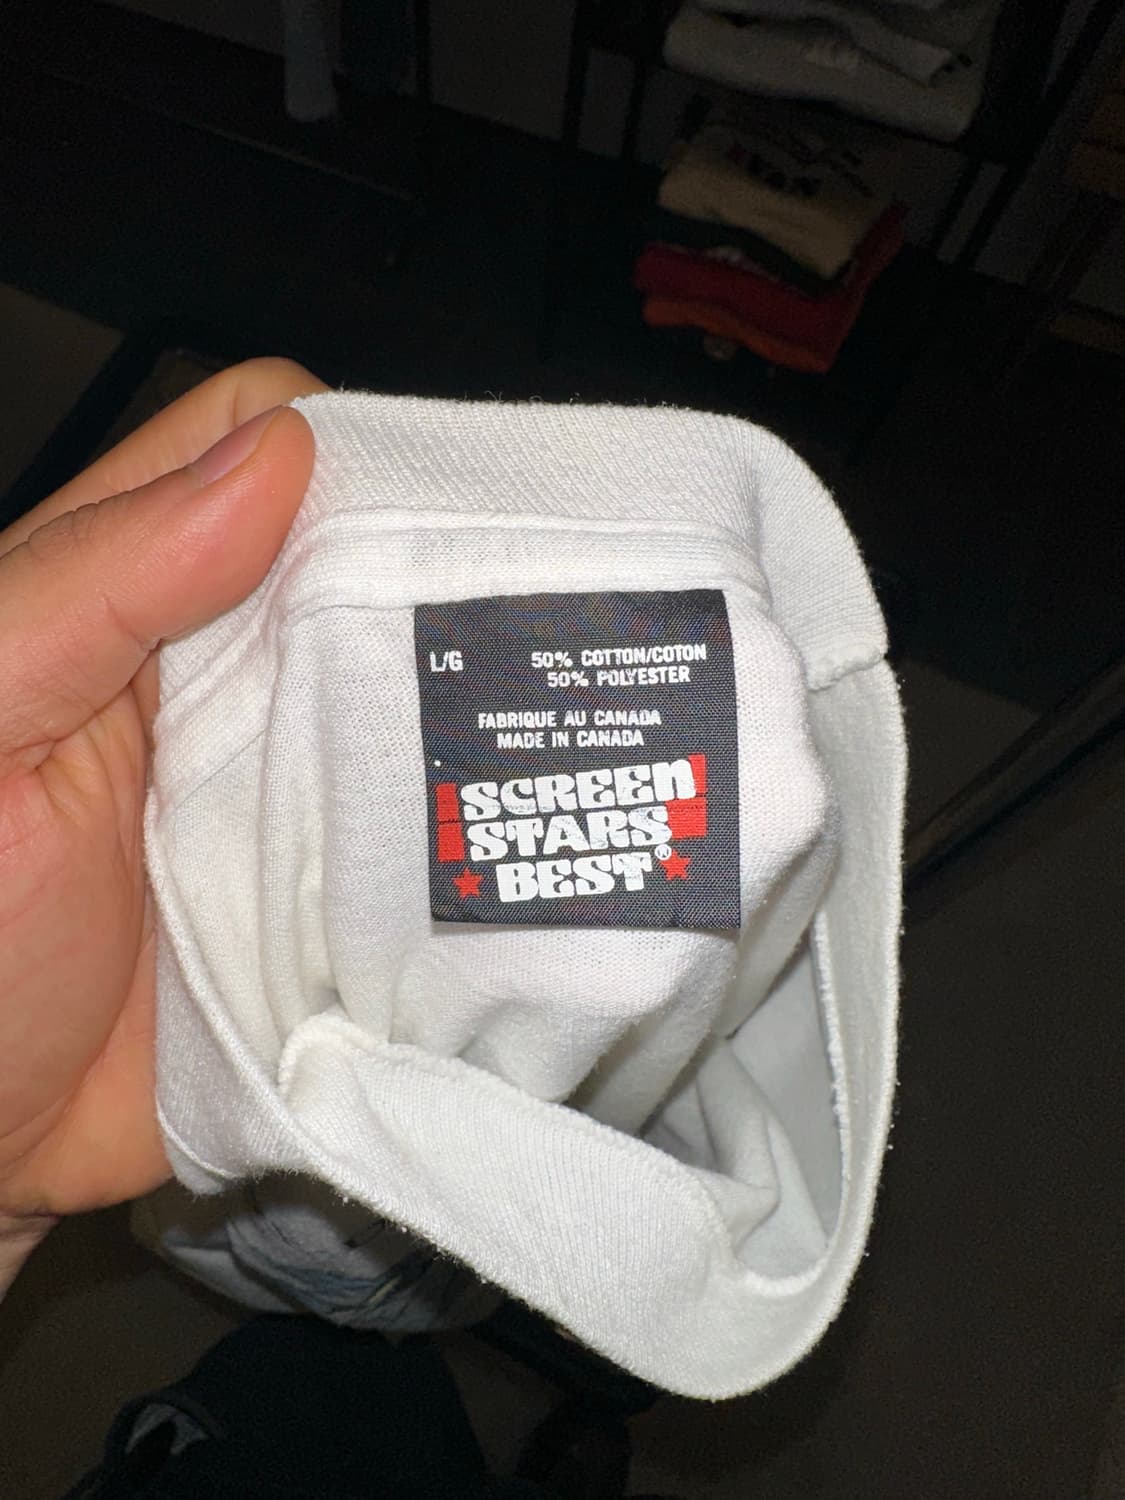 L/G
50% COTTON/COTON
50% POLYESTER
FABRIQUE AU CANADA
MADE IN CANADA
SCREEN
STARS
BEST®